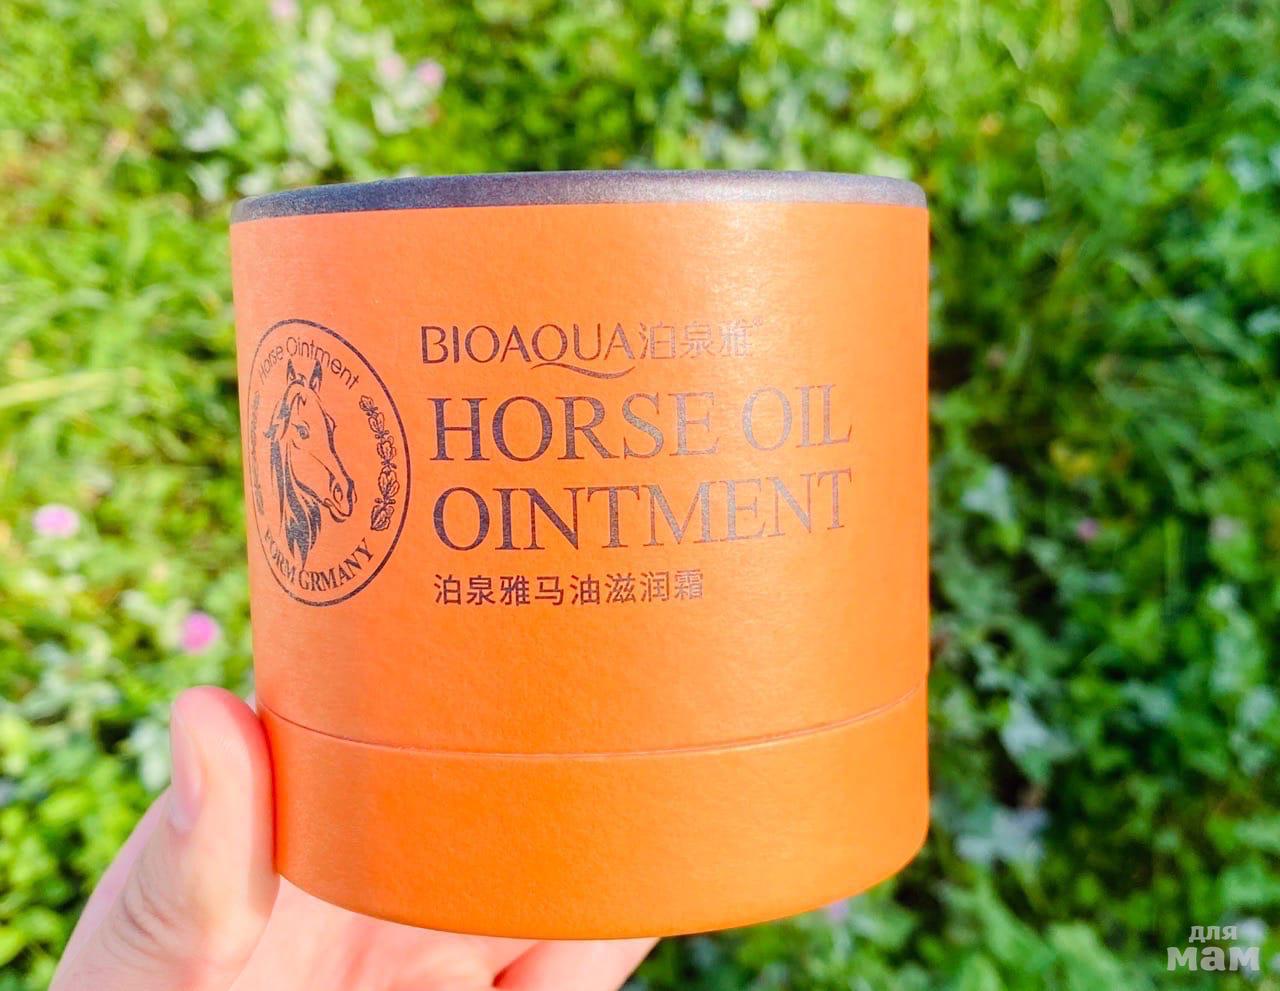 BIOAQUA泊泉雅
HORSE OIL
OINTMENT
泊泉雅马油滋润霜
Horse Ointment
FORM GRMANY
для
мам